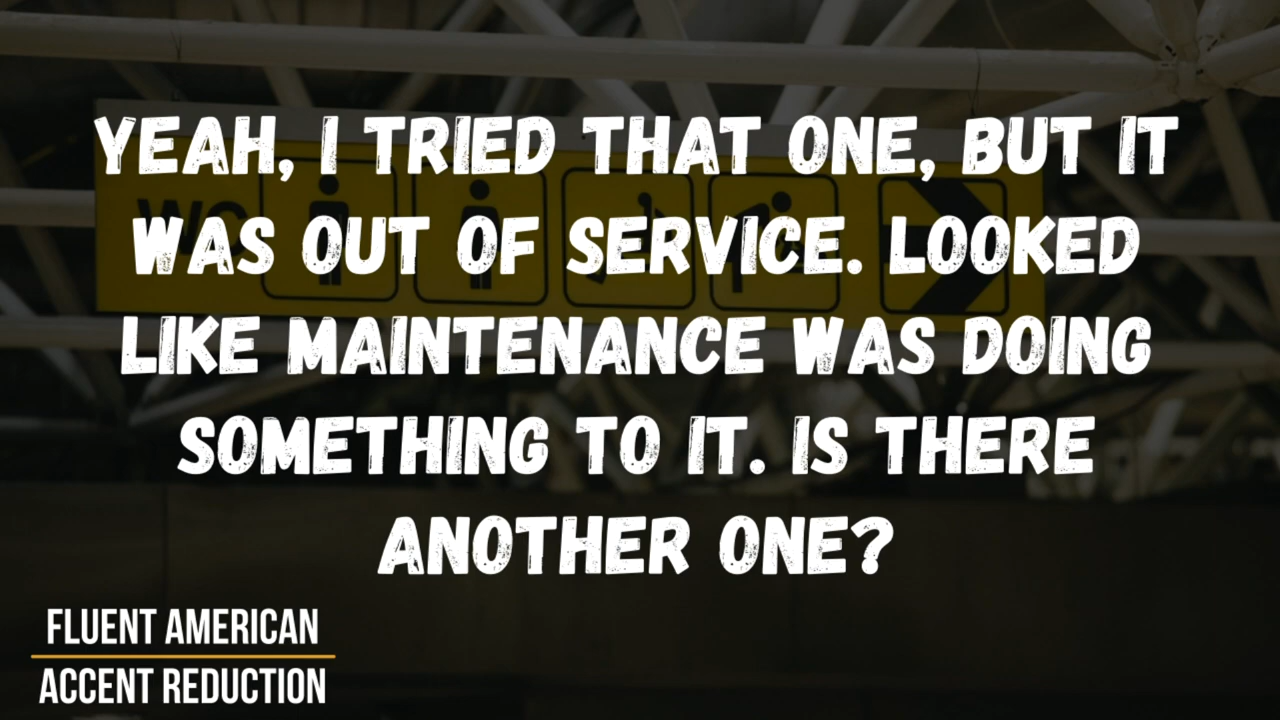 YEAH, I TRIED THAT ONE, BUT IT
WAS OUT OF SERVICE. LOOKED
LIKE MAINTENANCE WAS DOING
SOMETHING TO IT. IS THERE
ANOTHER ONE?
WC
FLUENT AMERICAN
ACCENT REDUCTION